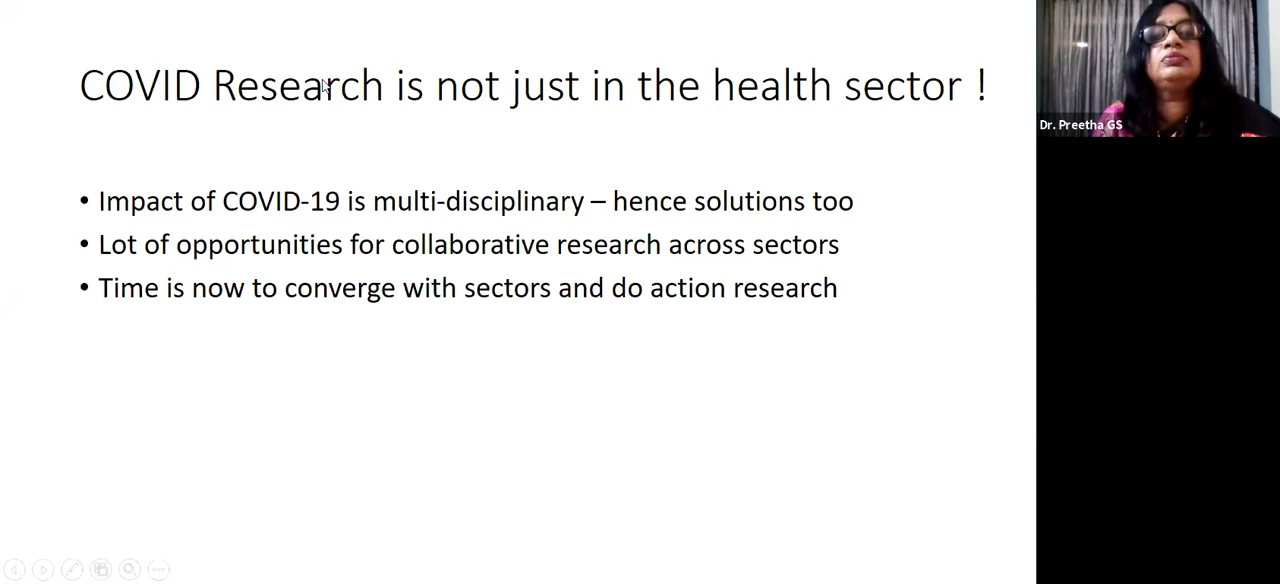 COVID Research is not just in the health sector !
• Impact of COVID-19 is multi-disciplinary – hence solutions too
• Lot of opportunities for collaborative research across sectors
• Time is now to converge with sectors and do action research
Dr. Preetha GS